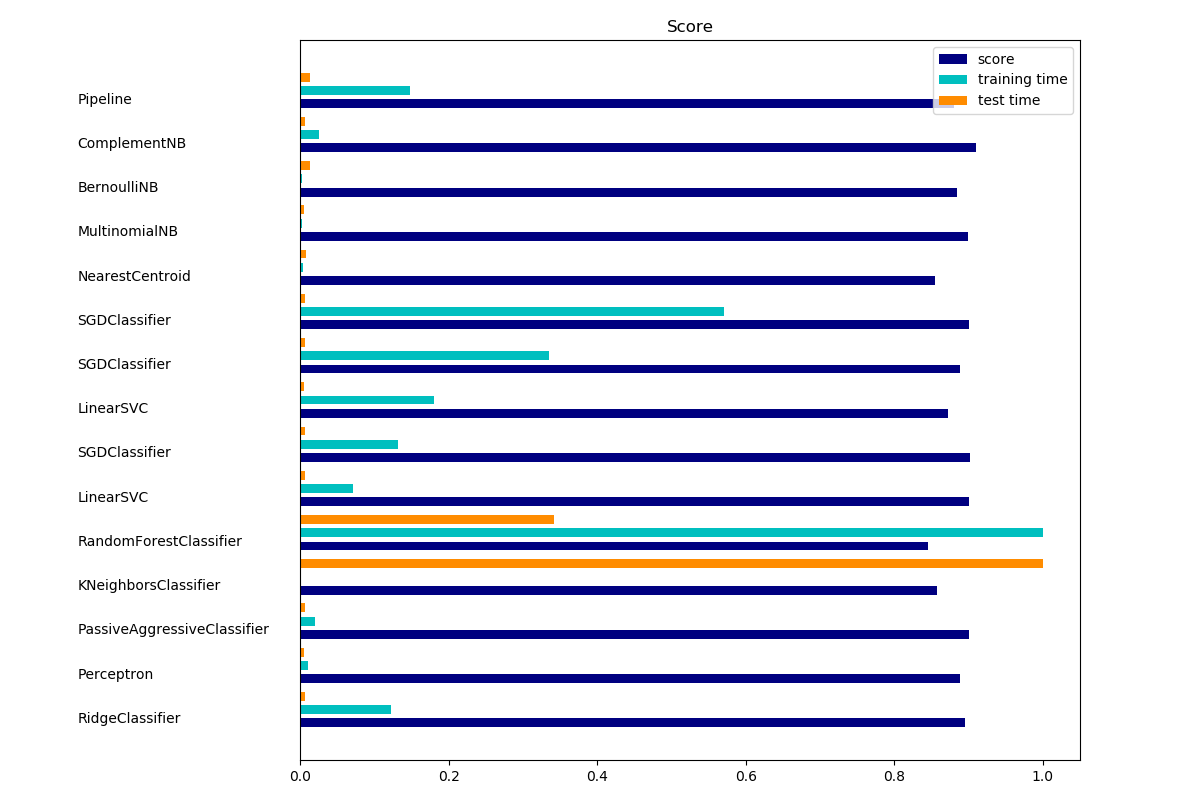 Score
score
training time
test time
Pipeline
ComplementNB
BernoulliNB
MultinomialNB
NearestCentroid
SGDClassifier
SGDClassifier
LinearSVC
SGDClassifier
LinearSVC
RandomForestClassifier
KNeighborsClassifier
PassiveAggressiveClassifier
Perceptron
RidgeClassifier
0.0 0.2 0.4 0.6 0.8 1.0